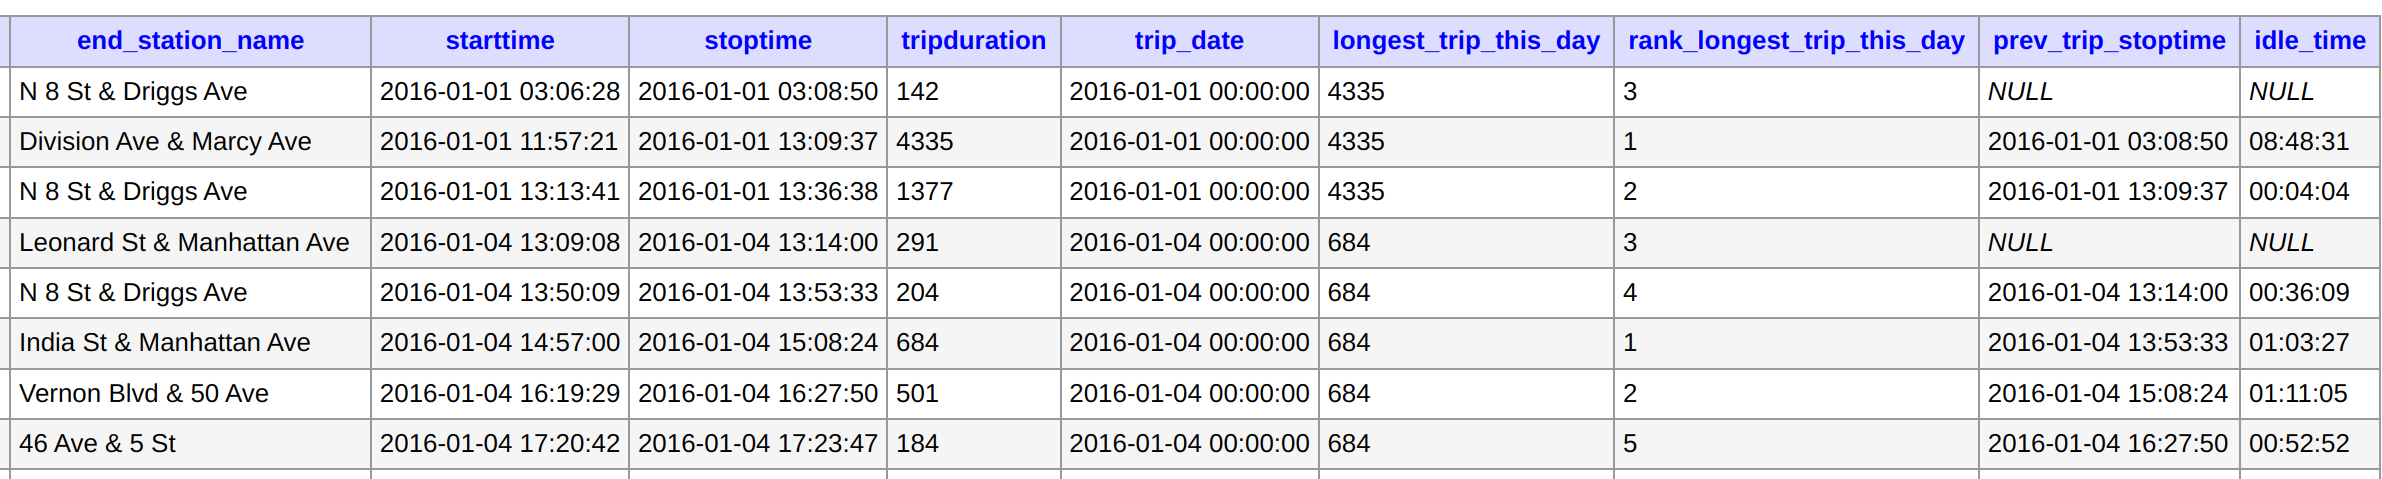 end_station_name starttime stoptime tripduration trip_date longest_trip_this_day rank_longest_trip_this_day prev_trip_stoptime idle_time
N 8 St & Driggs Ave 2016-01-01 03:06:28 2016-01-01 03:08:50 142 2016-01-01 00:00:00 4335 3 NULL NULL
Division Ave & Marcy Ave 2016-01-01 11:57:21 2016-01-01 13:09:37 4335 2016-01-01 00:00:00 4335 1 2016-01-01 03:08:50 08:48:31
N 8 St & Driggs Ave 2016-01-01 13:13:41 2016-01-01 13:36:38 1377 2016-01-01 00:00:00 4335 2 2016-01-01 13:09:37 00:04:04
Leonard St & Manhattan Ave 2016-01-04 13:09:08 2016-01-04 13:14:00 291 2016-01-04 00:00:00 684 3 NULL NULL
N 8 St & Driggs Ave 2016-01-04 13:50:09 2016-01-04 13:53:33 204 2016-01-04 00:00:00 684 4 2016-01-04 13:14:00 00:36:09
India St & Manhattan Ave 2016-01-04 14:57:00 2016-01-04 15:08:24 684 2016-01-04 00:00:00 684 1 2016-01-04 13:53:33 01:03:27
Vernon Blvd & 50 Ave 2016-01-04 16:19:29 2016-01-04 16:27:50 501 2016-01-04 00:00:00 684 2 2016-01-04 15:08:24 01:11:05
46 Ave & 5 St 2016-01-04 17:20:42 2016-01-04 17:23:47 184 2016-01-04 00:00:00 684 5 2016-01-04 16:27:50 00:52:52